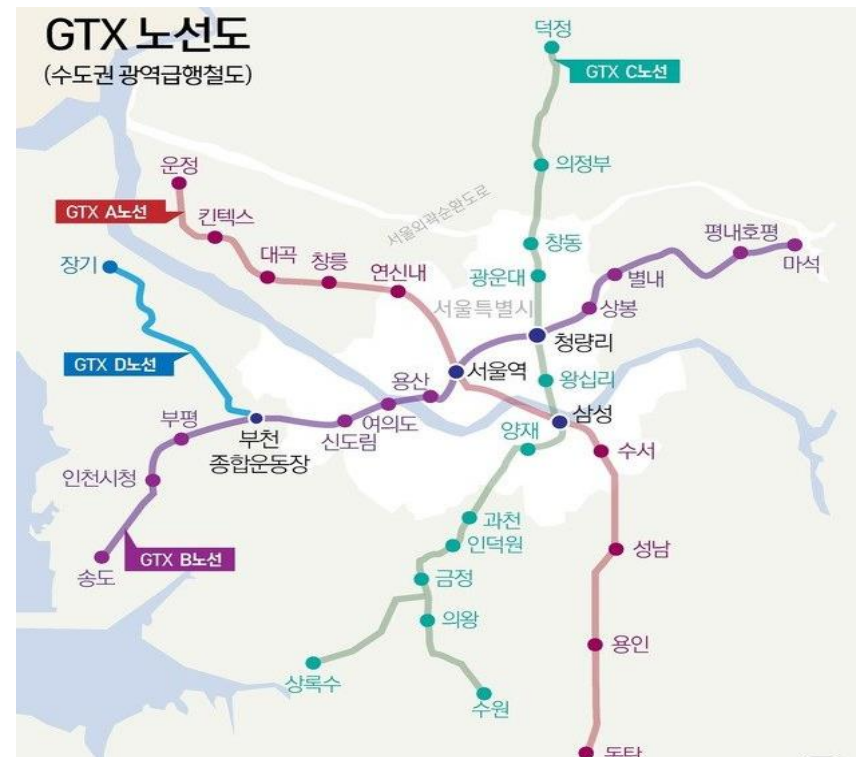 GTX 노선도
(수도권 광역급행철도)
덕정
GTX C노선
의정부
운정
GTX A노선
킨텍스
서울외곽순환도로
창동
평내호평
마석
장기
대곡
창릉
연신내
광운대
별내
서울특별시
상봉
청량리
GTX D노선
서울역
왕십리
용산
부평
여의도
삼성
부천
종합운동장
신도림
양재
수서
인천시청
과천
인덕원
성남
GTX B노선
송도
금정
의왕
용인
상록수
수원
동탄